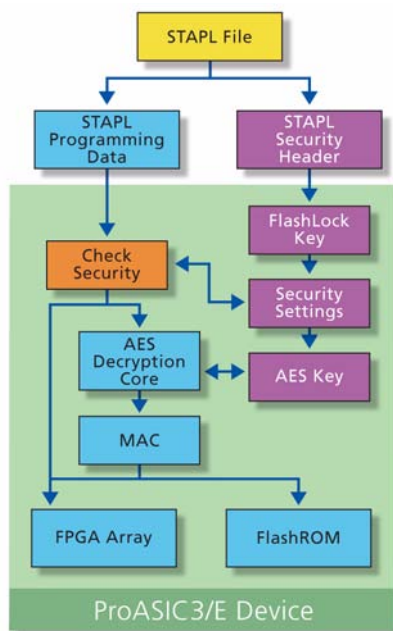 STAPL File
STAPL
Programming
Data
STAPL
Security
Header
FlashLock
Key
Check
Security
Security
Settings
AES
Decryption
Core
AES Key
MAC
FPGA Array
FlashROM
ProASIC3/E Device